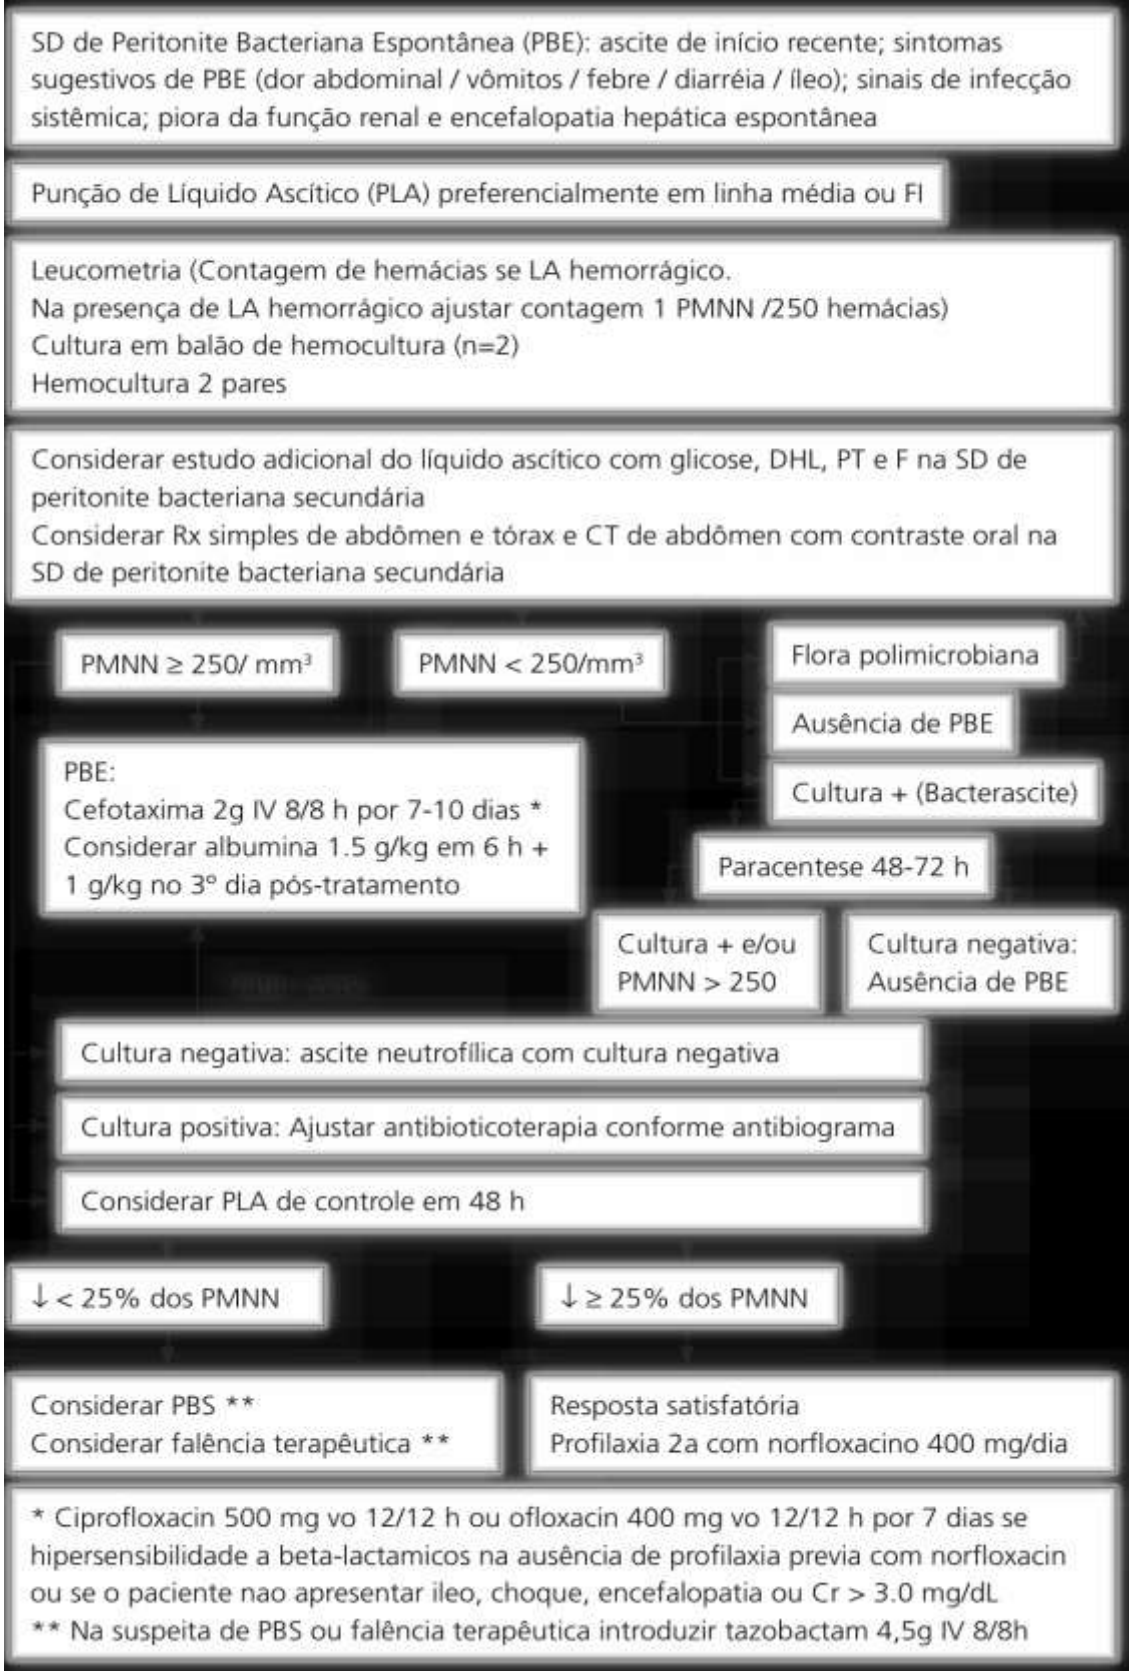 SD de Peritonite Bacteriana Espontânea (PBE): ascite de início recente; sintomas
sugestivos de PBE (dor abdominal / vômitos / febre / diarréia / íleo); sinais de infecção
sistêmica; piora da função renal e encefalopatia hepática espontânea
Punção de Líquido Ascítico (PLA) preferencialmente em linha média ou FI
Leucometria (Contagem de hemácias se LA hemorrágico.
Na presença de LA hemorrágico ajustar contagem 1 PMNN /250 hemácias)
Cultura em balão de hemocultura (n=2)
Hemocultura 2 pares
Considerar estudo adicional do líquido ascítico com glicose, DHL, PT e F na SD de
peritonite bacteriana secundária
Considerar Rx simples de abdômen e tórax e CT de abdômen com contraste oral na
SD de peritonite bacteriana secundária
PMNN ≥ 250/ mm³
PMNN < 250/mm³
Flora polimicrobiana
Ausência de PBE
Cultura + (Bacterascite)
PBE:
Cefotaxima 2g IV 8/8 h por 7-10 dias *
Considerar albumina 1.5 g/kg em 6 h +
1 g/kg no 3º dia pós-tratamento
Paracentese 48-72 h
Cultura + e/ou
PMNN > 250
Cultura negativa:
Ausência de PBE
Cultura negativa: ascite neutrofílica com cultura negativa
Cultura positiva: Ajustar antibioticoterapia conforme antibiograma
Considerar PLA de controle em 48 h
↓ < 25% dos PMNN
↓ ≥ 25% dos PMNN
Considerar PBS **
Considerar falência terapêutica **
Resposta satisfatória
Profilaxia 2a com norfloxacino 400 mg/dia
* Ciprofloxacin 500 mg vo 12/12 h ou ofloxacin 400 mg vo 12/12 h por 7 dias se
hipersensibilidade a beta-lactamicos na ausência de profilaxia previa com norfloxacin
ou se o paciente nao apresentar ileo, choque, encefalopatia ou Cr > 3.0 mg/dL
** Na suspeita de PBS ou falência terapêutica introduzir tazobactam 4,5g IV 8/8h